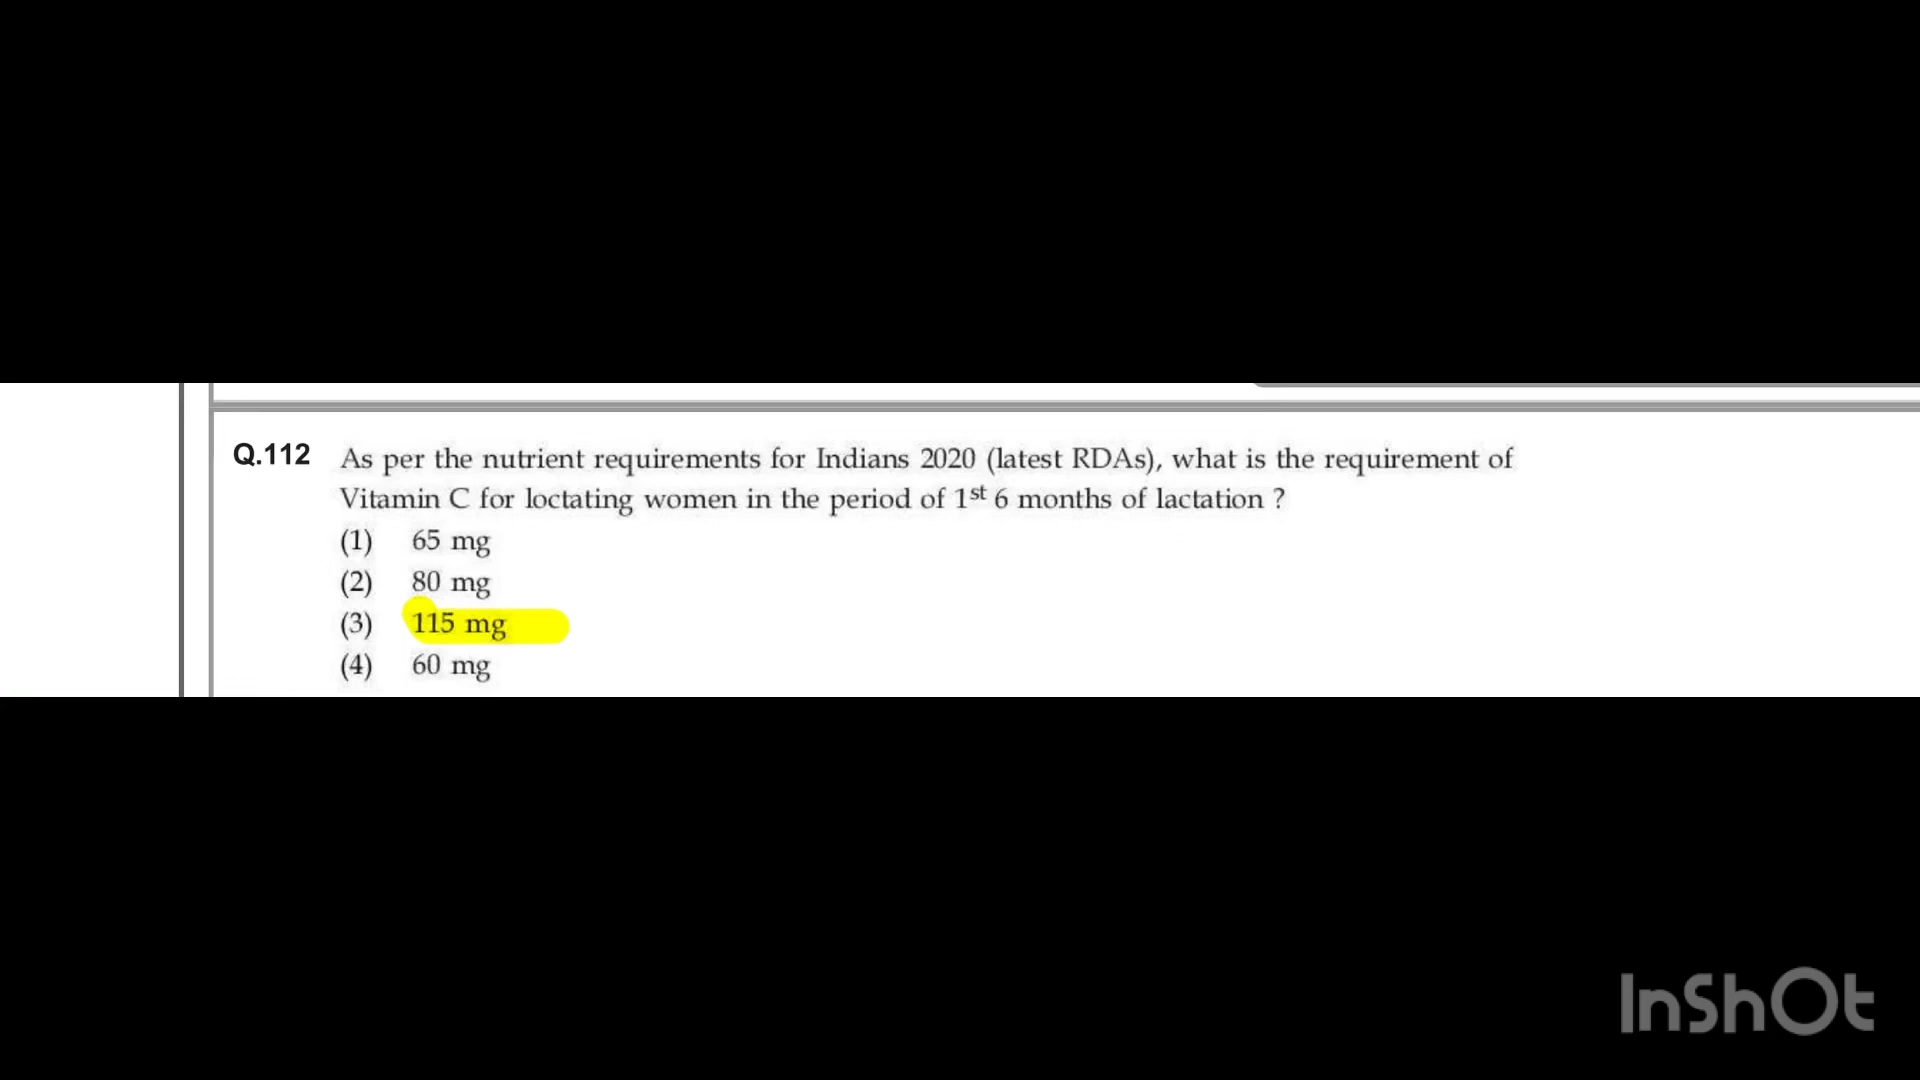 Q.112 As per the nutrient requirements for Indians 2020 (latest RDAs), what is the requirement of
Vitamin C for loctating women in the period of 1st 6 months of lactation ?
(1) 65 mg
(2) 80 mg
(3) 115 mg
(4) 60 mg
InShOt